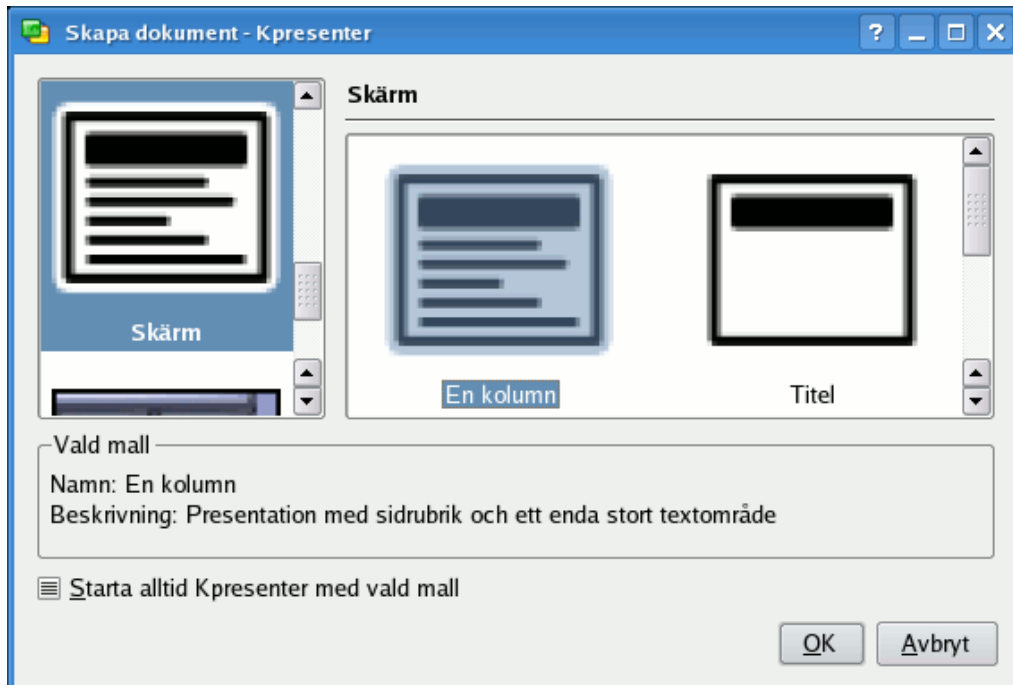 Skapa dokument - Kpresenter
Skärm
Skärm
En kolumn
Titel
Vald mall
Namn: En kolumn
Beskrivning: Presentation med sidrubrik och ett enda stort textområde
Starta alltid Kpresenter med vald mall
OK
Avbryt